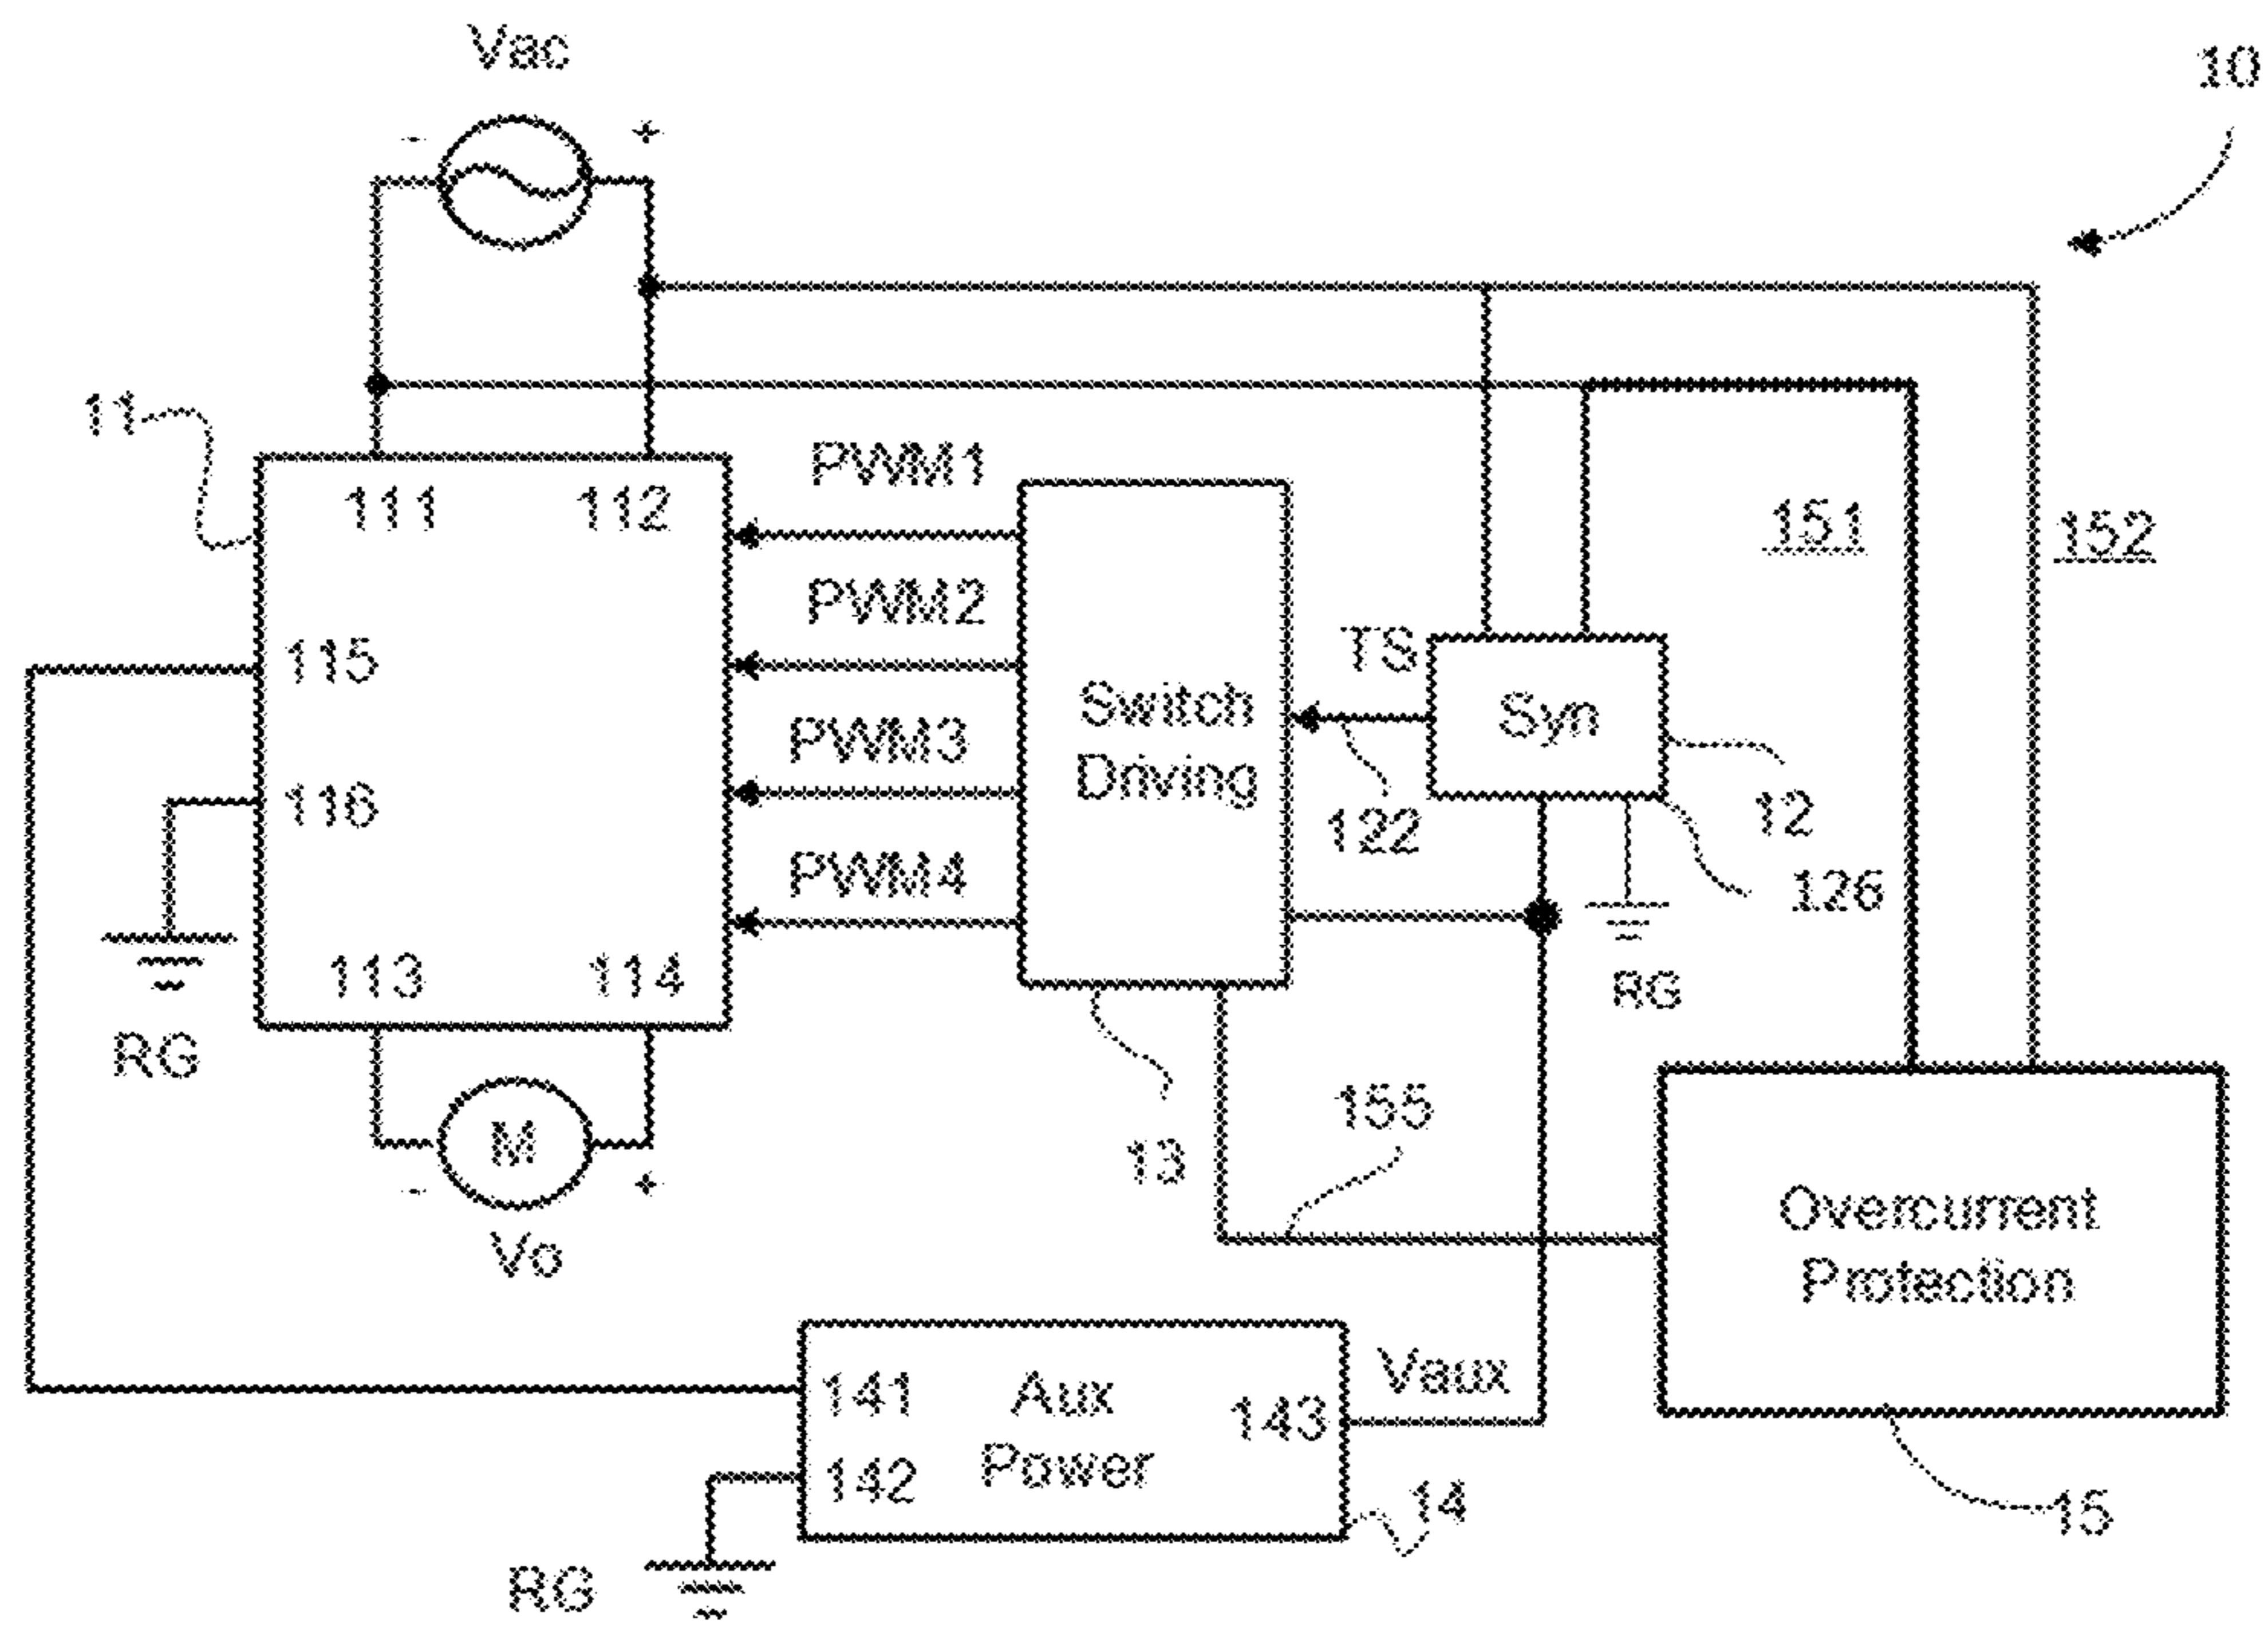 Vac
10
-
+
11
111
112
PWM1
151
152
PWM2
115
TS
Switch
Driving
Syn
PWM3
116
122
12
PWM4
126
113
114
RG
RG
M
155
13
-
+
Vo
Overcurrent
Protection
141
Aux
Power
143
Vaux
142
14
15
RG